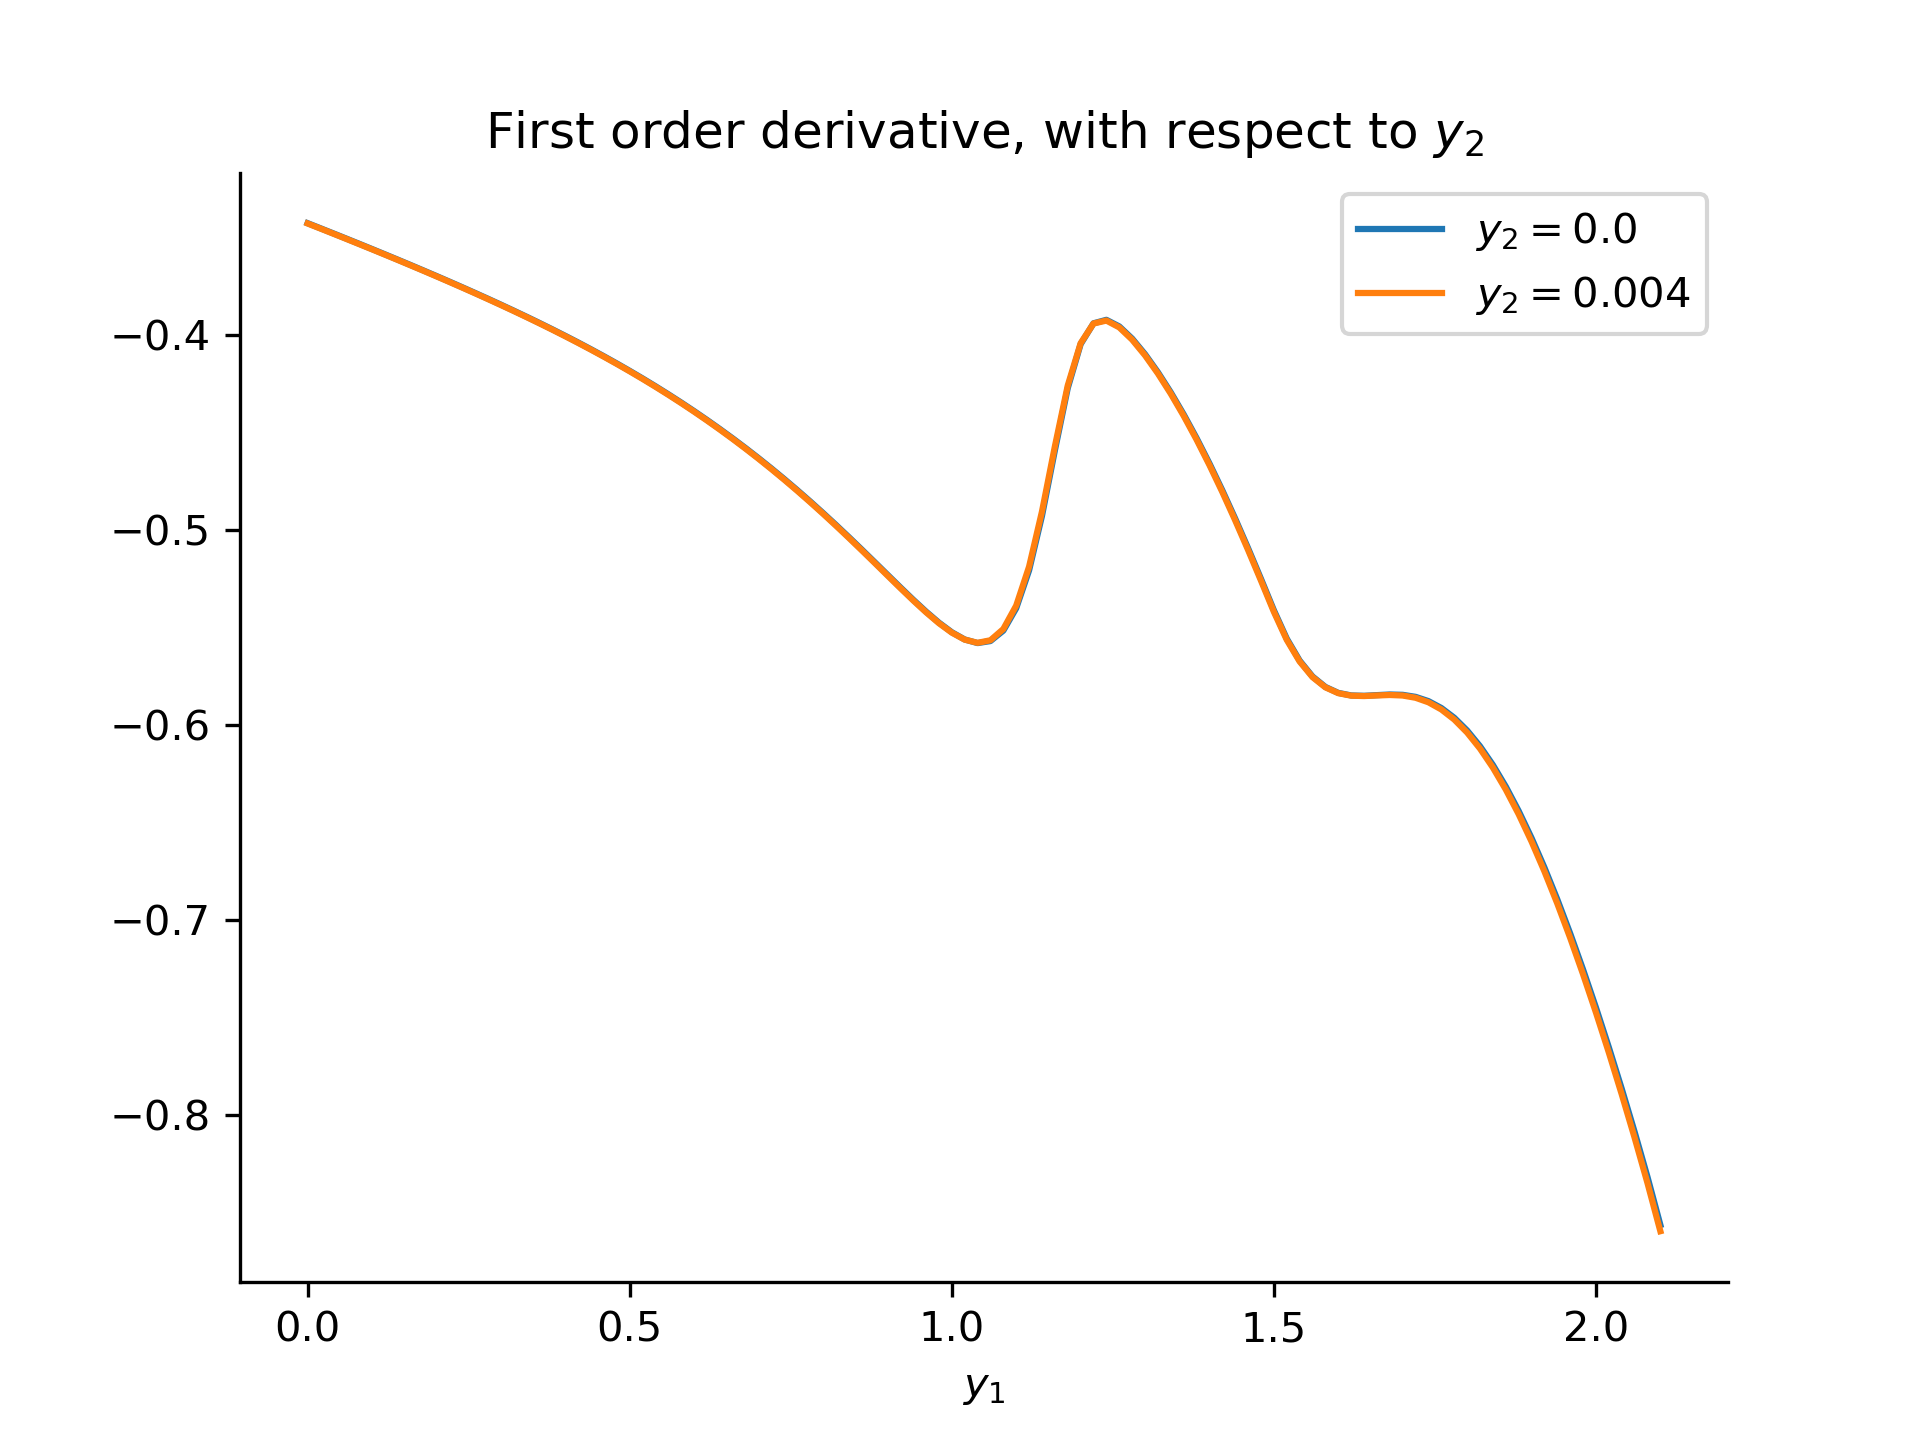 First order derivative, with respect to y₂
y₂ = 0.0
y₂ = 0.004
−0.4
−0.5
−0.6
−0.7
−0.8
0.0 0.5 1.0 1.5 2.0
y₁